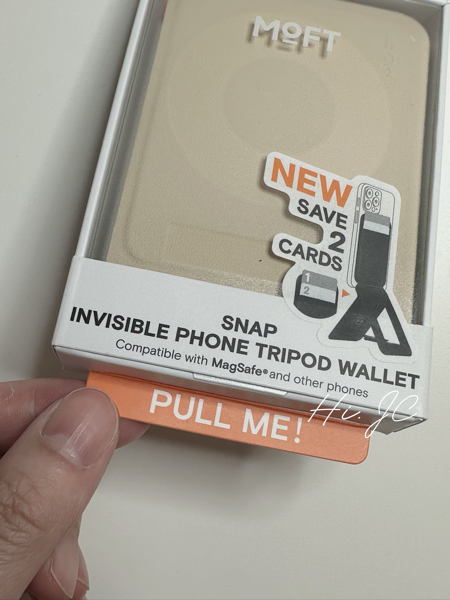 MOFT
NEW
SAVE
2
CARDS
1
2
SNAP
INVISIBLE PHONE TRIPOD WALLET
Compatible with MagSafe® and other phones
PULL ME!
Hi. JC